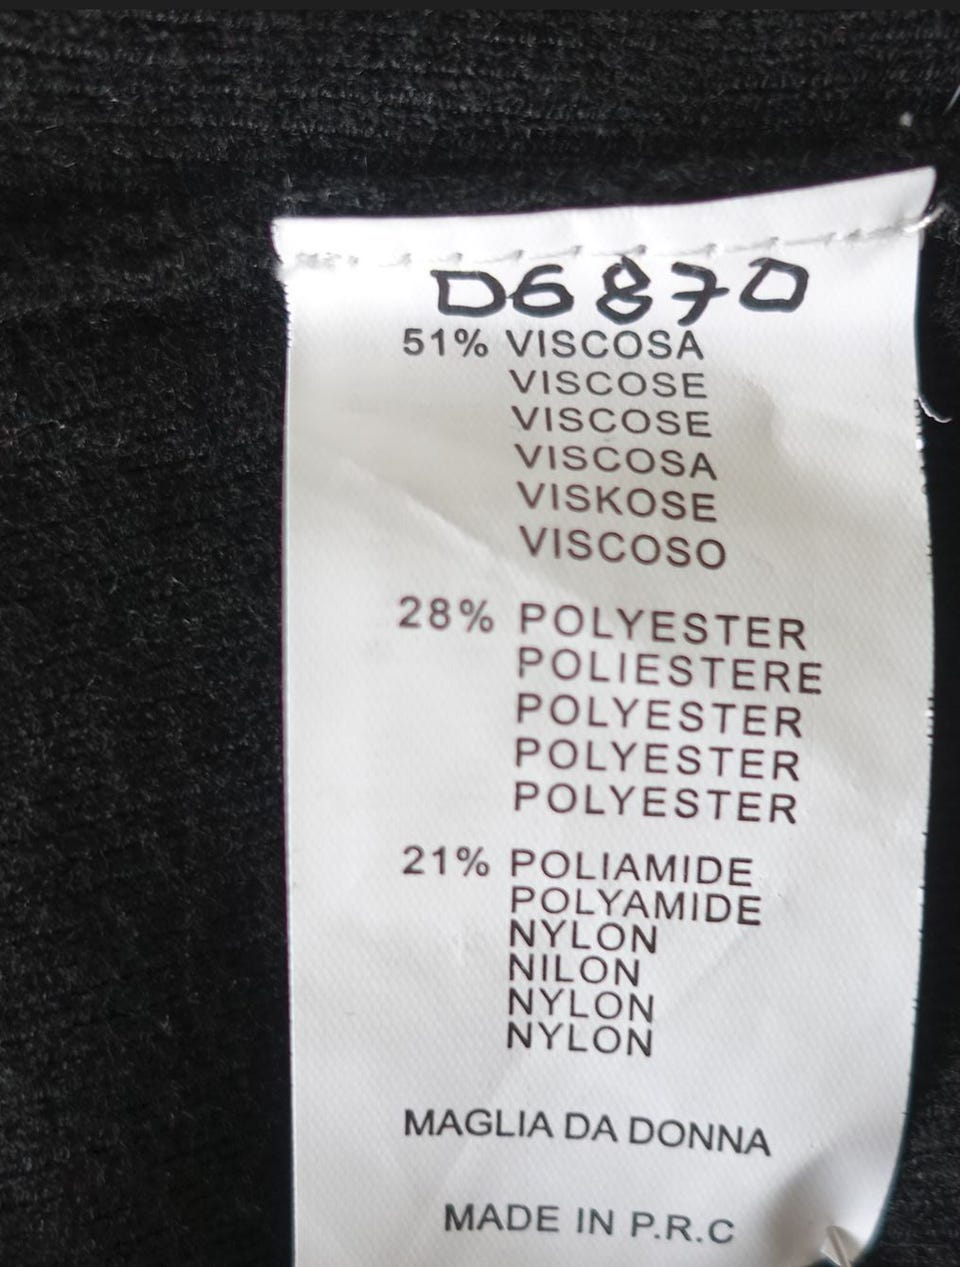 D6870
51% VISCOSA
VISCOSE
VISCOSE
VISCOSA
VISKOSE
VISCOSO
28% POLYESTER
POLIESTERE
POLYESTER
POLYESTER
POLYESTER
21% POLIAMIDE
POLYAMIDE
NYLON
NILON
NYLON
NYLON
MAGLIA DA DONNA
MADE IN P.R.C